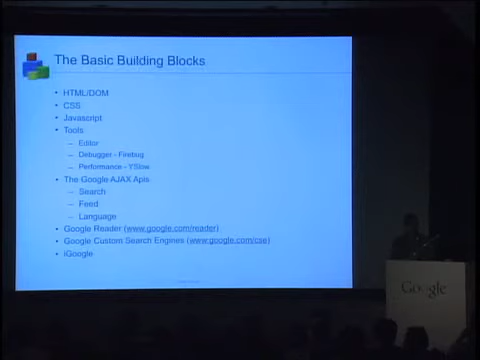 The Basic Building Blocks
• HTML/DOM
• CSS
• Javascript
• Tools
– Editor
– Debugger - Firebug
– Performance - YSlow
• The Google AJAX Apis
– Search
– Feed
– Language
• Google Reader (www.google.com/reader)
• Google Custom Search Engines (www.google.com/cse)
• iGoogle
Google